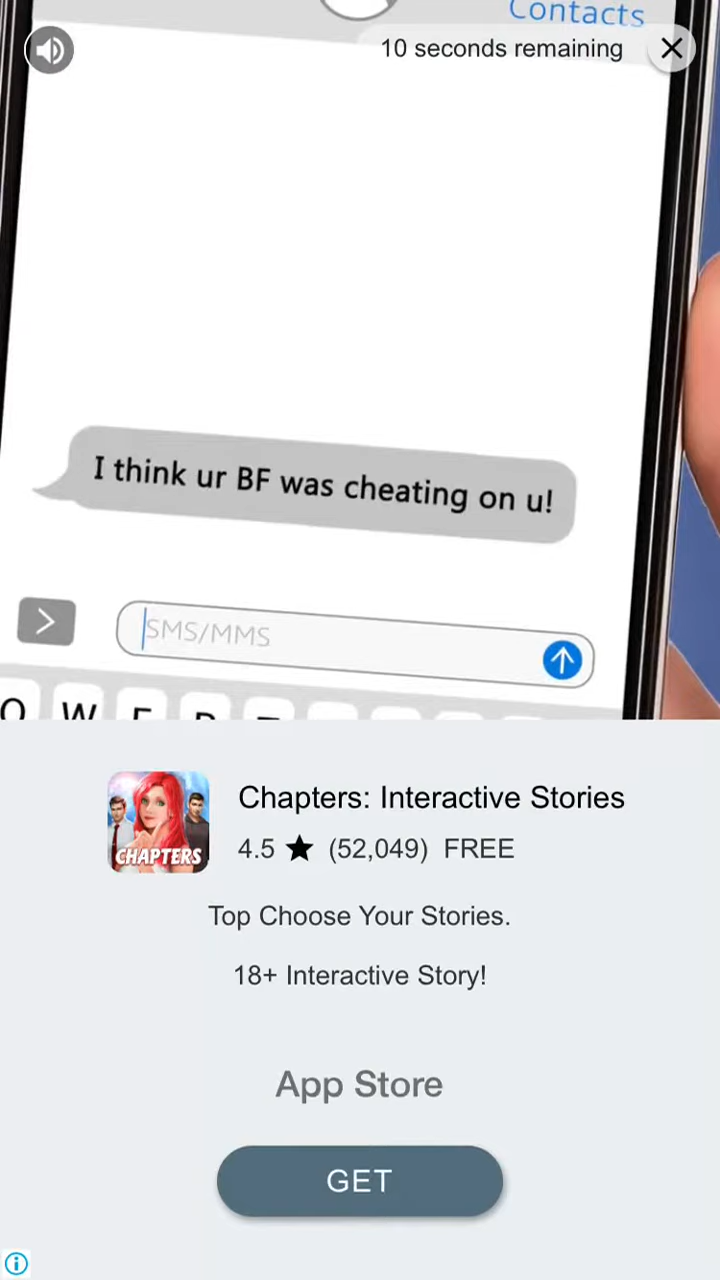 Contacts
10 seconds remaining
I think ur BF was cheating on u!
SMS/MMS
Q W E R T
Chapters: Interactive Stories
CHAPTERS
4.5 ★ (52,049) FREE
Top Choose Your Stories.
18+ Interactive Story!
App Store
GET